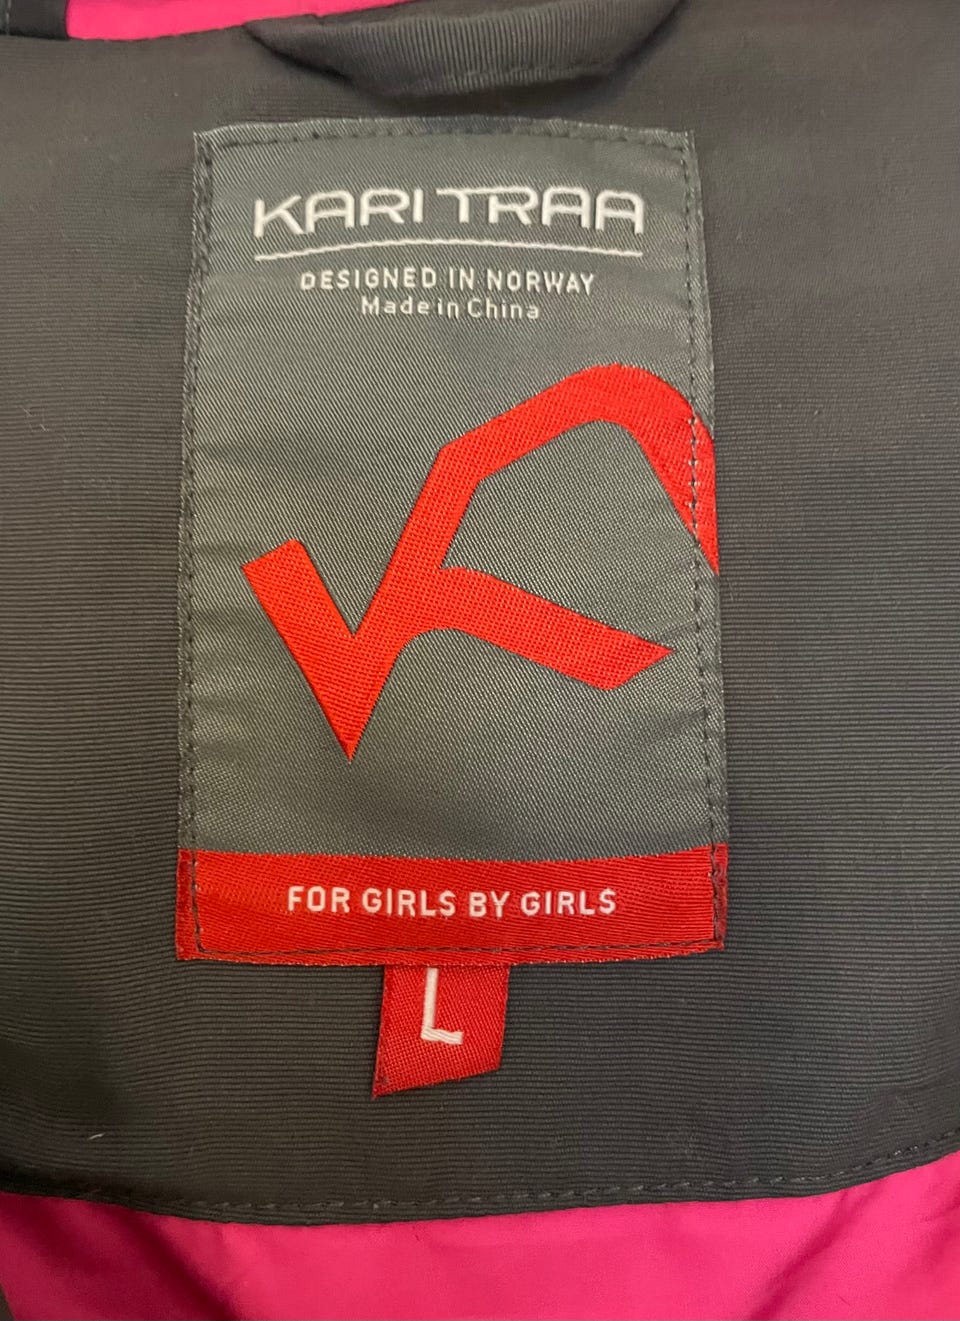 KARI TRAA
DESIGNED IN NORWAY
Made in China
FOR GIRLS BY GIRLS
L